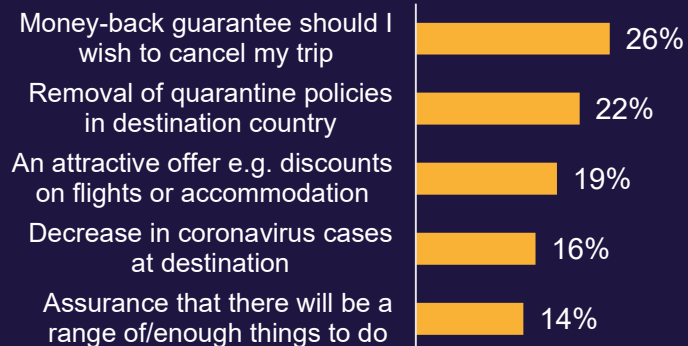 Money-back guarantee should I
wish to cancel my trip
26%
Removal of quarantine policies
in destination country
22%
An attractive offer e.g. discounts
on flights or accommodation
19%
Decrease in coronavirus cases
at destination
16%
Assurance that there will be a
range of/enough things to do
14%